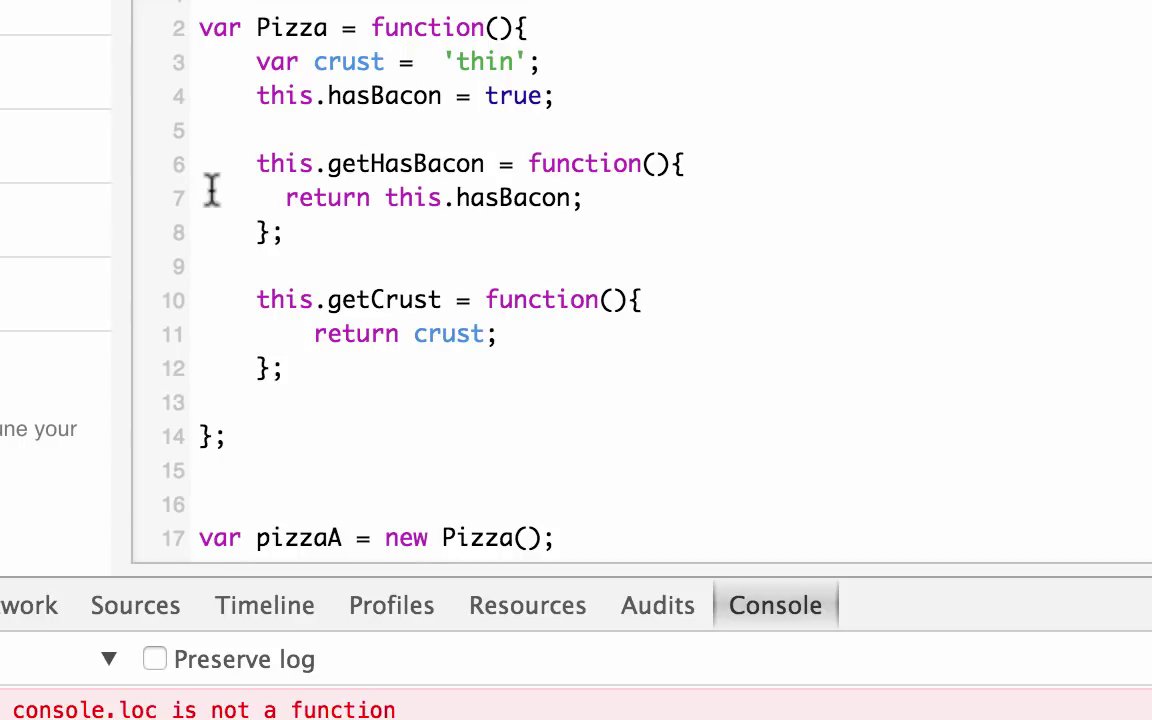 2 var Pizza = function(){
3 var crust = 'thin';
4 this.hasBacon = true;
5
6 this.getHasBacon = function(){
7 return this.hasBacon;
8 };
9
10 this.getCrust = function(){
11 return crust;
12 };
13
une your
14 };
15
16
17 var pizzaA = new Pizza();
work Sources Timeline Profiles Resources Audits Console
▼ Preserve log
console.loc is not a function